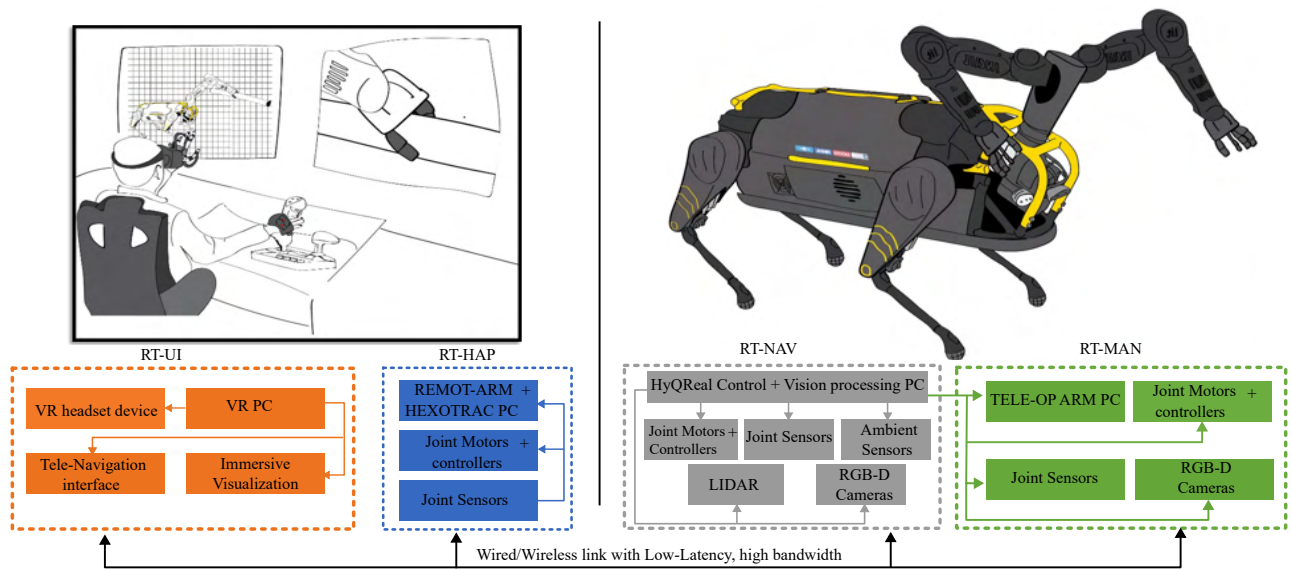 RT-UI
RT-HAP
RT-NAV
RT-MAN
VR headset device
VR PC
Tele-Navigation
interface
Immersive
Visualization
REMOT-ARM +
HEXOTRAC PC
Joint Motors +
controllers
Joint Sensors
HyQReal Control + Vision processing PC
Joint Motors +
Controllers
Joint Sensors
Ambient
Sensors
LIDAR
RGB-D
Cameras
TELE-OP ARM PC
Joint Motors +
controllers
Joint Sensors
RGB-D
Cameras
Wired/Wireless link with Low-Latency, high bandwidth